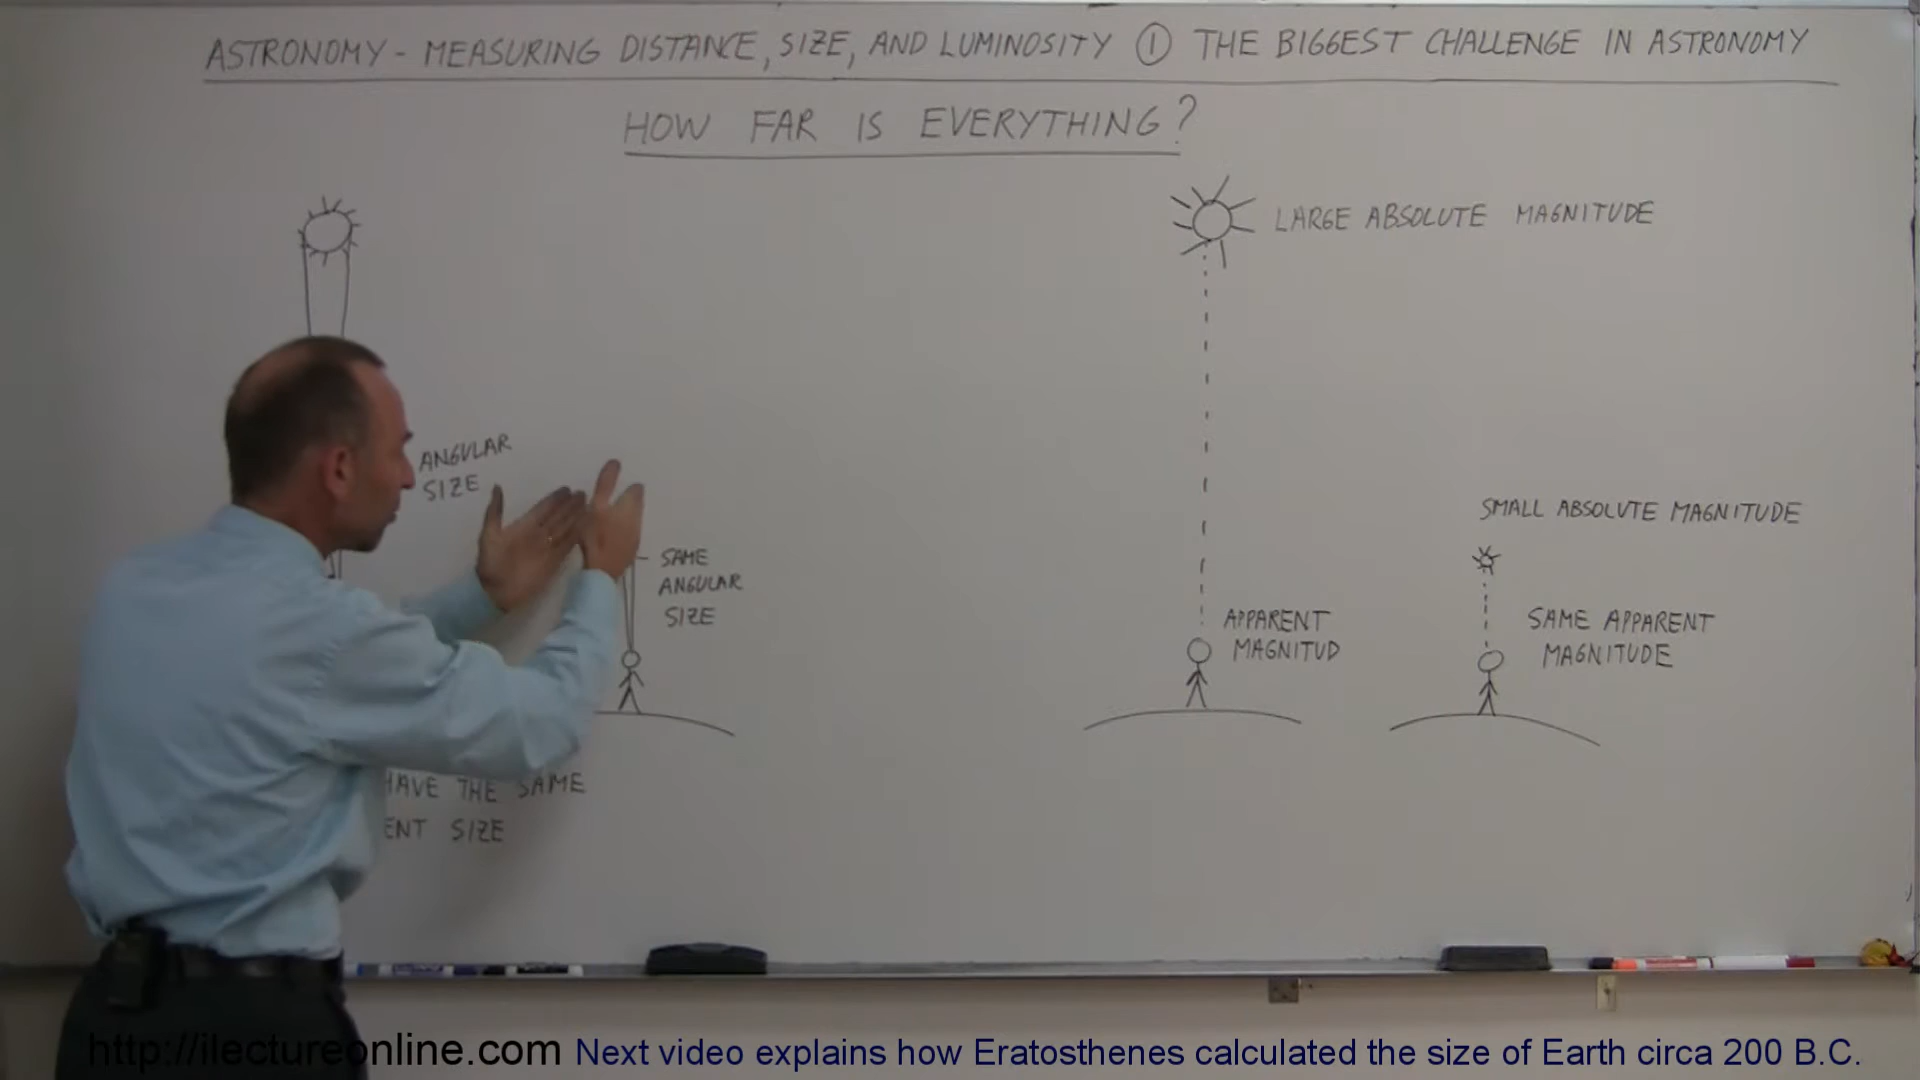 ASTRONOMY - MEASURING DISTANCE, SIZE, AND LUMINOSITY ① THE BIGGEST CHALLENGE IN ASTRONOMY
HOW FAR IS EVERYTHING?
ANGULAR
SIZE
SAME
ANGULAR
SIZE
HAVE THE SAME
ENT SIZE
LARGE ABSOLUTE MAGNITUDE
APPARENT
MAGNITUD
SMALL ABSOLUTE MAGNITUDE
SAME APPARENT
MAGNITUDE
http://ilectureonline.com Next video explains how Eratosthenes calculated the size of Earth circa 200 B.C.